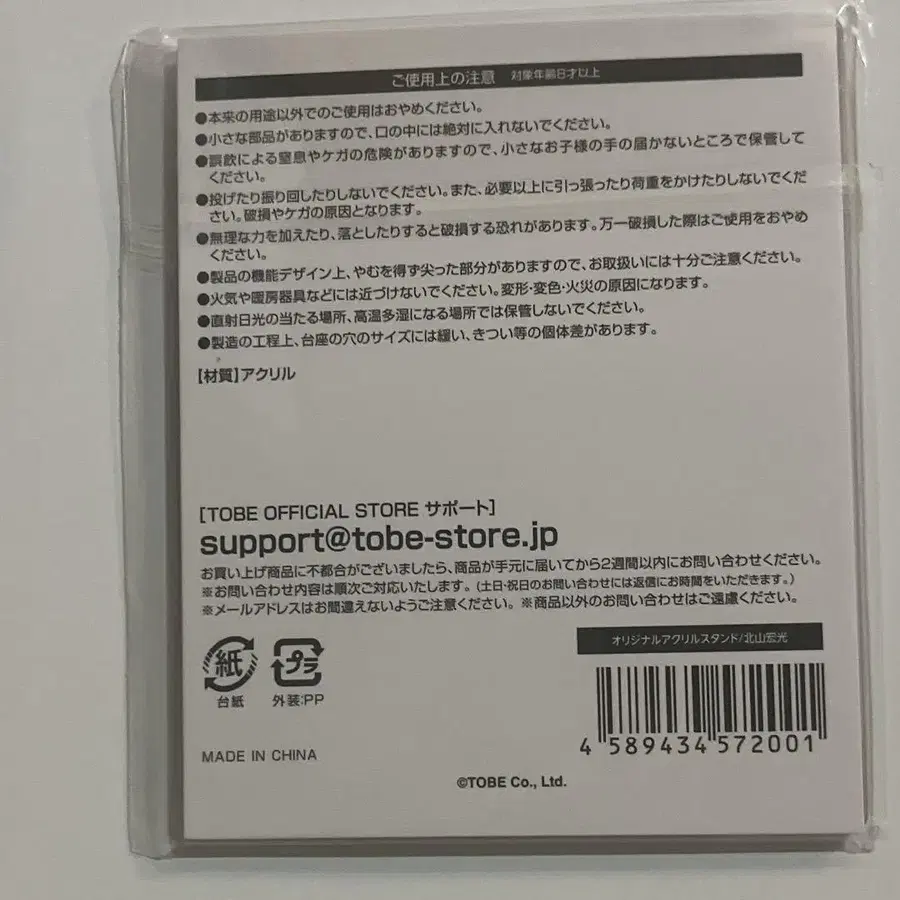 ご使用上の注意 対象年齢8才以上
●本来の用途以外でのご使用はおやめください。
●小さな部品がありますので、口の中には絶対に入れないでください。
●誤飲による窒息やケガの危険がありますので、小さなお子様の手の届かないところで保管して
ください。
●投げたり振り回したりしないでください。また、必要以上に引っ張ったり荷重をかけたりしないでくだ
さい。破損やケガの原因となります。
●無理な力を加えたり、落としたりすると破損する恐れがあります。万一破損した際はご使用をおやめ
ください。
●製品の機能デザイン上、やむを得ず尖った部分がありますので、お取扱いには十分ご注意ください。
●火気や暖房器具などには近づけないでください。変形・変色・火災の原因になります。
●直射日光の当たる場所、高温多湿になる場所では保管しないでください。
●製造の工程上、台座の穴のサイズには緩い、きつい等の個体差があります。
【材質】アクリル
[TOBE OFFICIAL STORE サポート]
support@tobe-store.jp
お買い上げ商品に不都合がございましたら、商品が手元に届いてから2週間以内にお問い合わせください。
※お問い合わせ内容は順次ご対応いたします。(土日・祝日のお問い合わせには返信にお時間をいただきます。)
※メールアドレスはお間違えないようご注意ください。※商品以外のお問い合わせはご遠慮ください。
オリジナルアクリルスタンド/北山宏光
紙
台紙
プラ
外装:PP
4 589434 572001
MADE IN CHINA
©TOBE Co., Ltd.